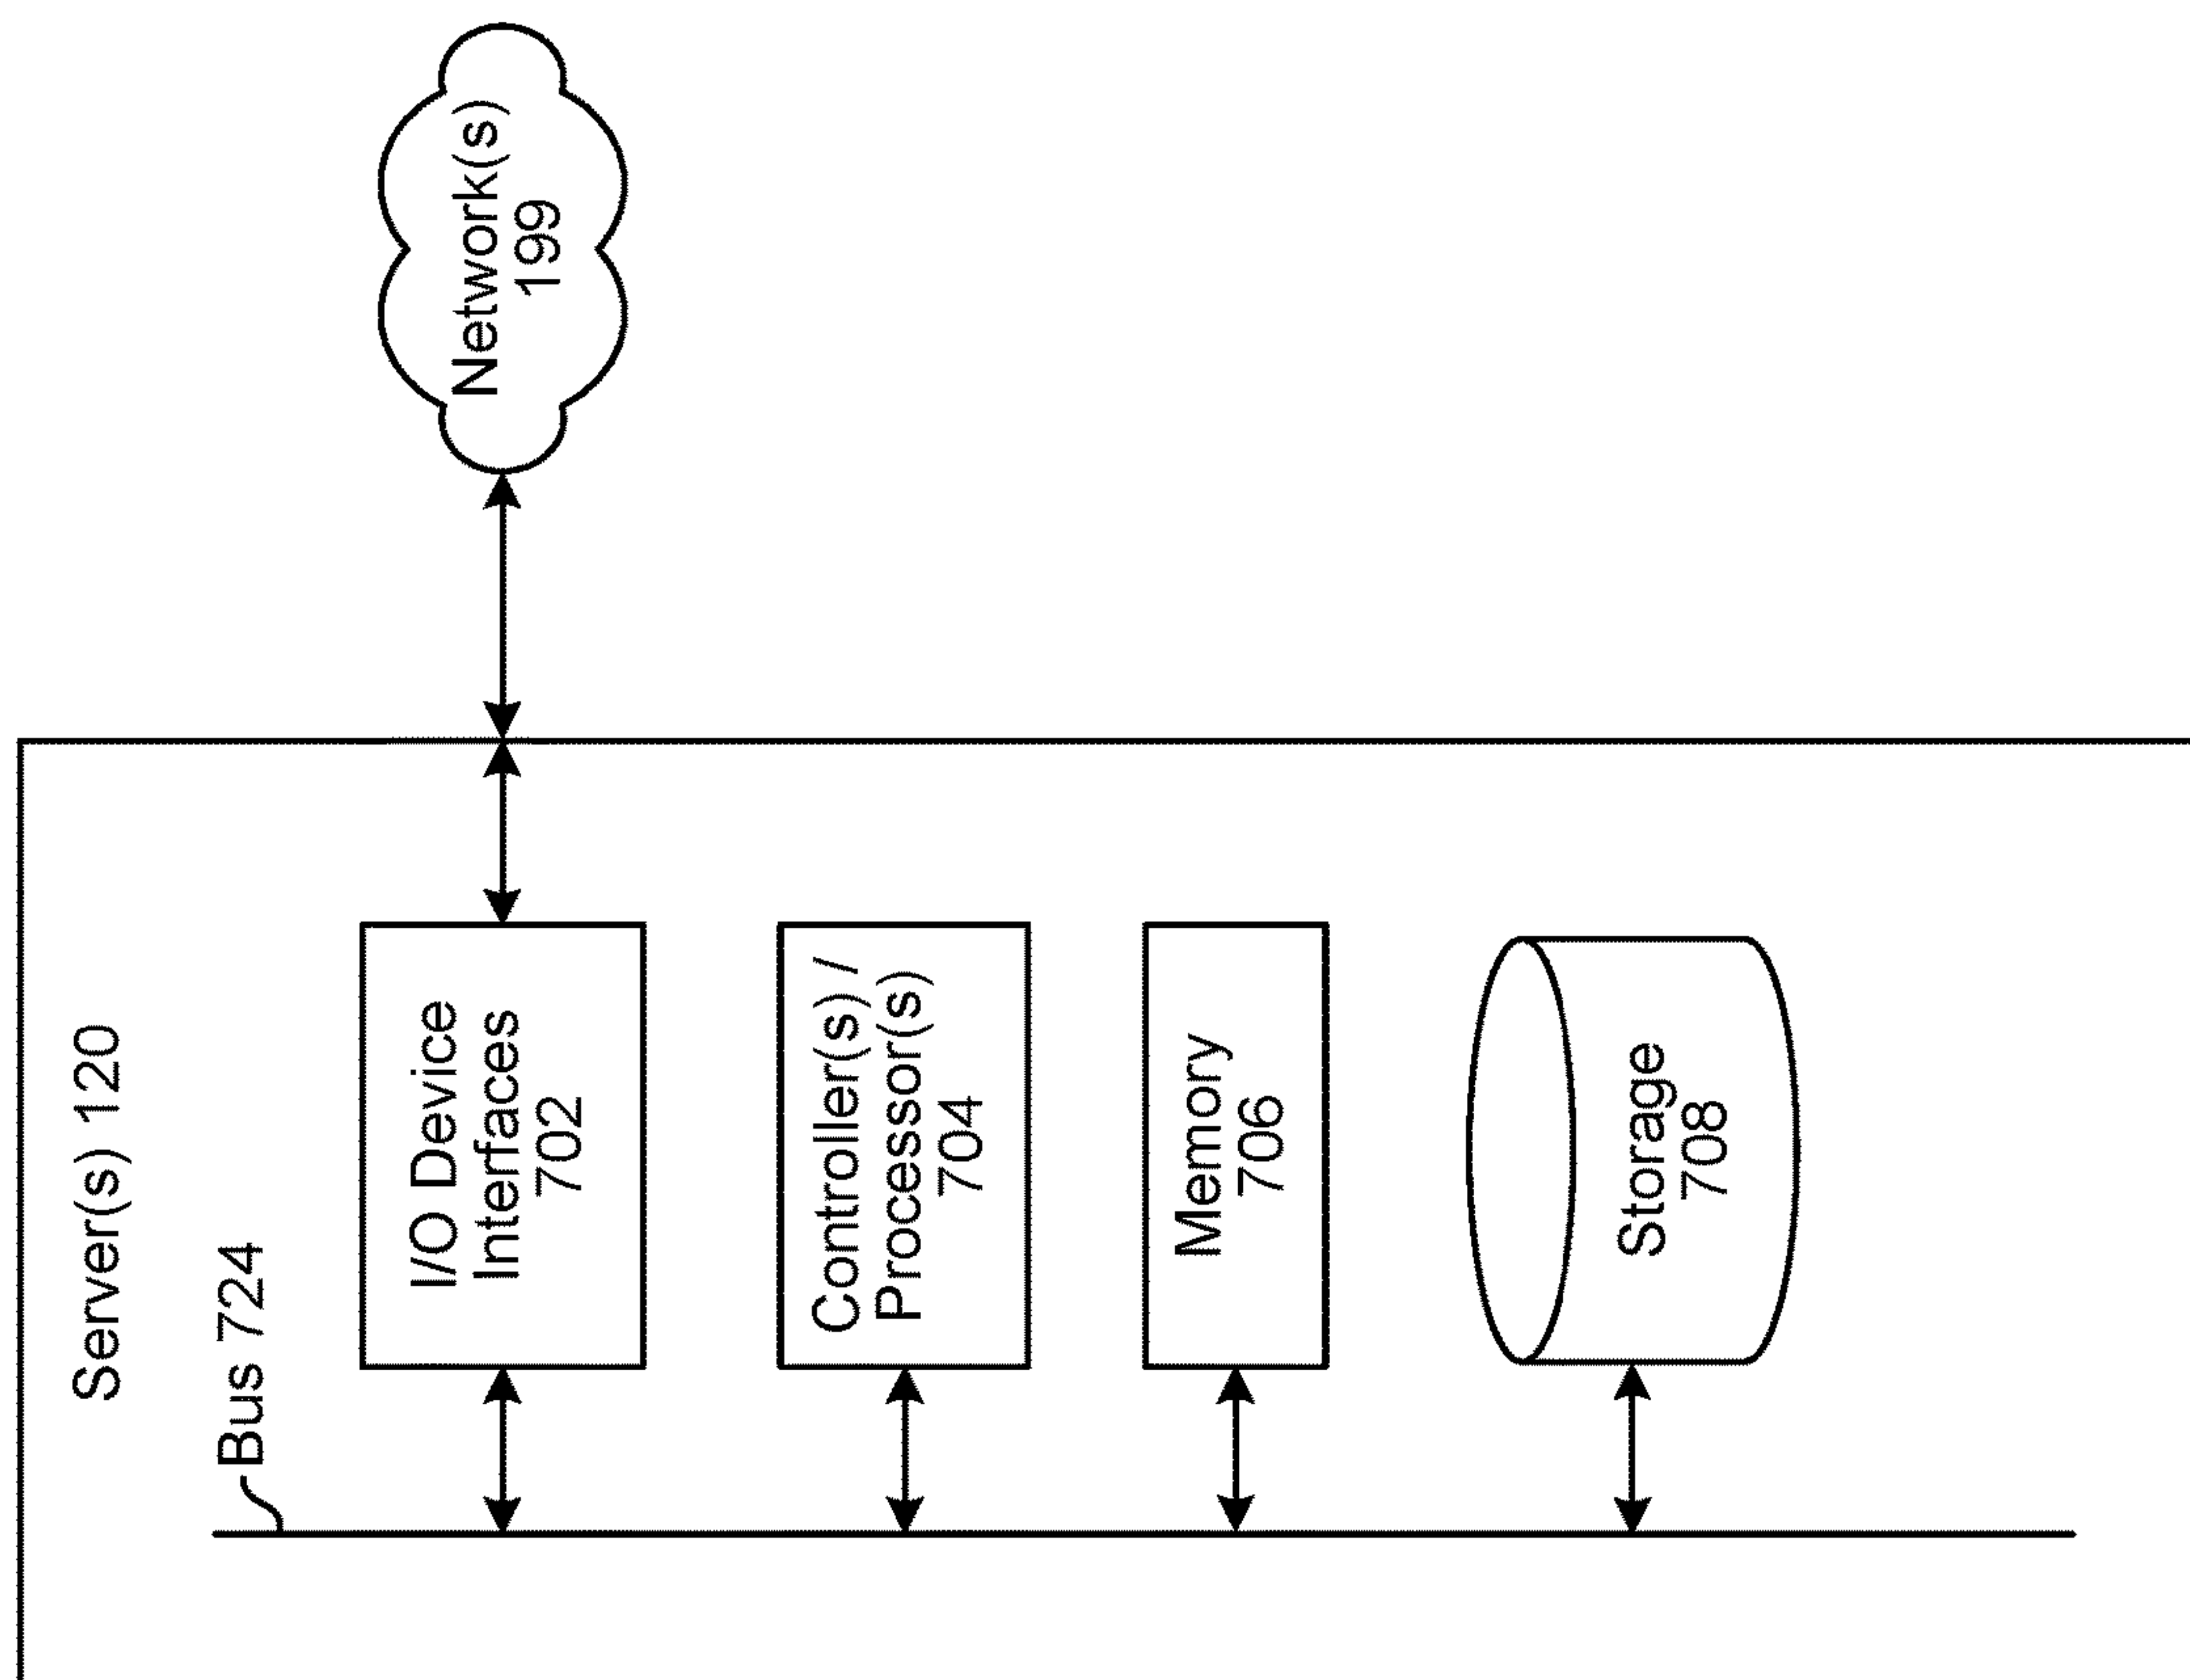 Server(s) 120
Bus 724
I/O Device
Interfaces
702
Network(s)
199
Controller(s) /
Processor(s)
704
Memory
706
Storage
708